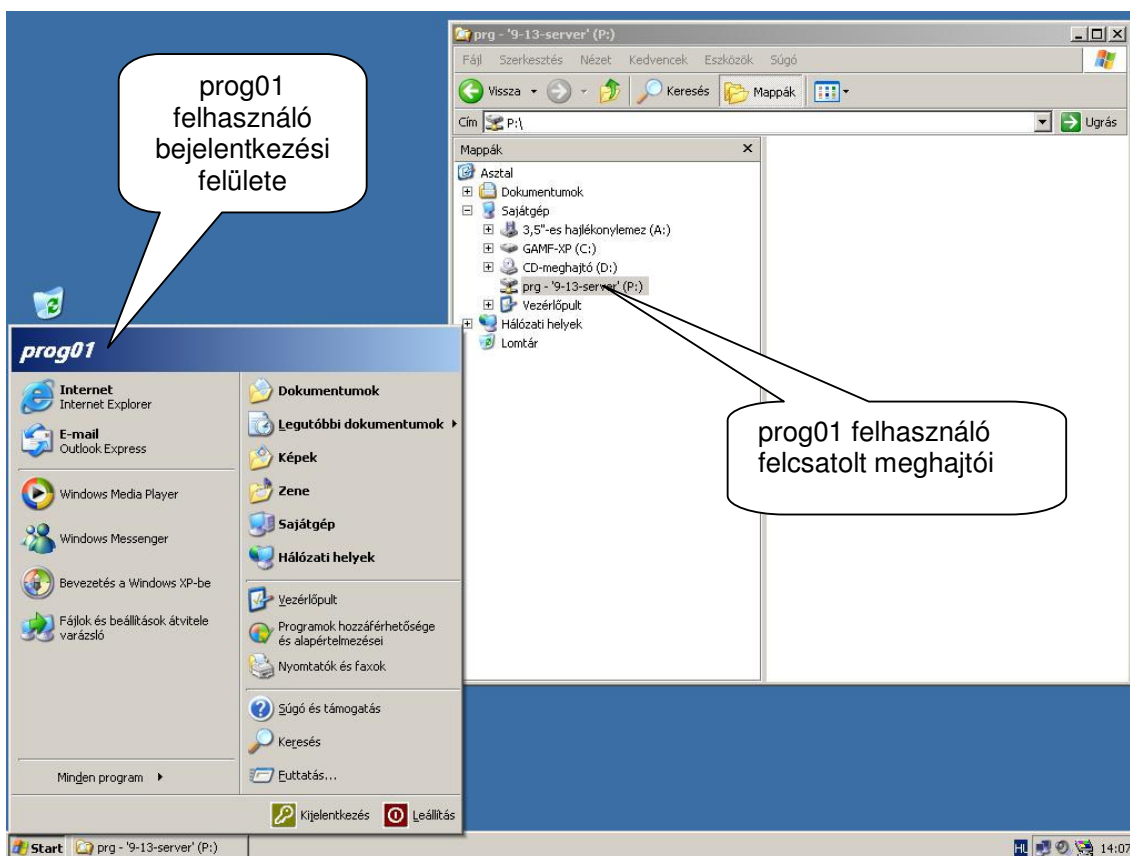 prog01
felhasználó
bejelentkezési
felülete
prg - '9-13-server' (P:)
Fájl Szerkesztés Nézet Kedvencek Eszközök Súgó
Vissza Keresés Mappák
Cím P:\ Ugrás
Mappák
Asztal
Dokumentumok
Sajátgép
3,5"-es hajlékonylemez (A:)
GAMF-XP (C:)
CD-meghajtó (D:)
prg - '9-13-server' (P:)
Vezérlőpult
Hálózati helyek
Lomtár
prog01 felhasználó
felcsatolt meghajtói
prog01
Internet
Internet Explorer
E-mail
Outlook Express
Windows Media Player
Windows Messenger
Bevezetés a Windows XP-be
Fájlok és beállítások átvitele
varázsló
Minden program
Dokumentumok
Legutóbbi dokumentumok
Képek
Zene
Sajátgép
Hálózati helyek
Vezérlőpult
Programok hozzáférhetősége
és alapértelmezései
Nyomtatók és faxok
Súgó és támogatás
Keresés
Futtatás...
Kijelentkezés Leállítás
Start prg - '9-13-server' (P:) HU 14:07